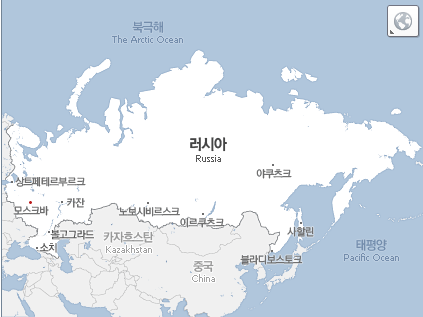 북극해
The Arctic Ocean
러시아
Russia
야쿠츠크
상트페테르부르크
모스크바
카잔
노보시비르스크
이르쿠츠크
사할린
볼고그라드
카자흐스탄
Kazakhstan
소치
태평양
Pacific Ocean
블라디보스토크
중국
China